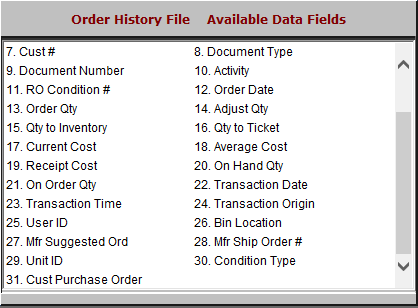 Order History File    Available Data Fields
7. Cust #    8. Document Type
9. Document Number    10. Activity
11. RO Condition #    12. Order Date
13. Order Qty    14. Adjust Qty
15. Qty to Inventory    16. Qty to Ticket
17. Current Cost    18. Average Cost
19. Receipt Cost    20. On Hand Qty
21. On Order Qty    22. Transaction Date
23. Transaction Time    24. Transaction Origin
25. User ID    26. Bin Location
27. Mfr Suggested Ord    28. Mfr Ship Order #
29. Unit ID    30. Condition Type
31. Cust Purchase Order